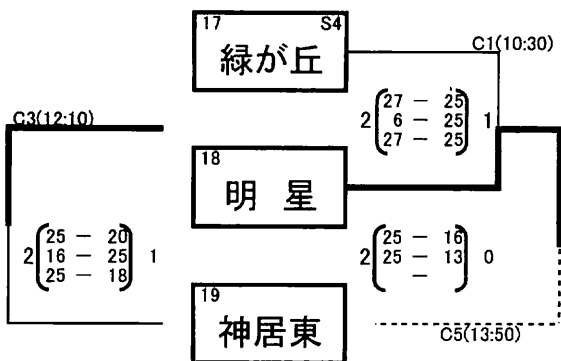 17 S4
緑が丘
C1(10:30)
2 27 - 25 1
6 - 25
27 - 25
C3(12:10)
18
明 星
2 25 - 20 1
16 - 25
25 - 18
2 25 - 16 0
25 - 13
-
19
神居東
C5(13:50)